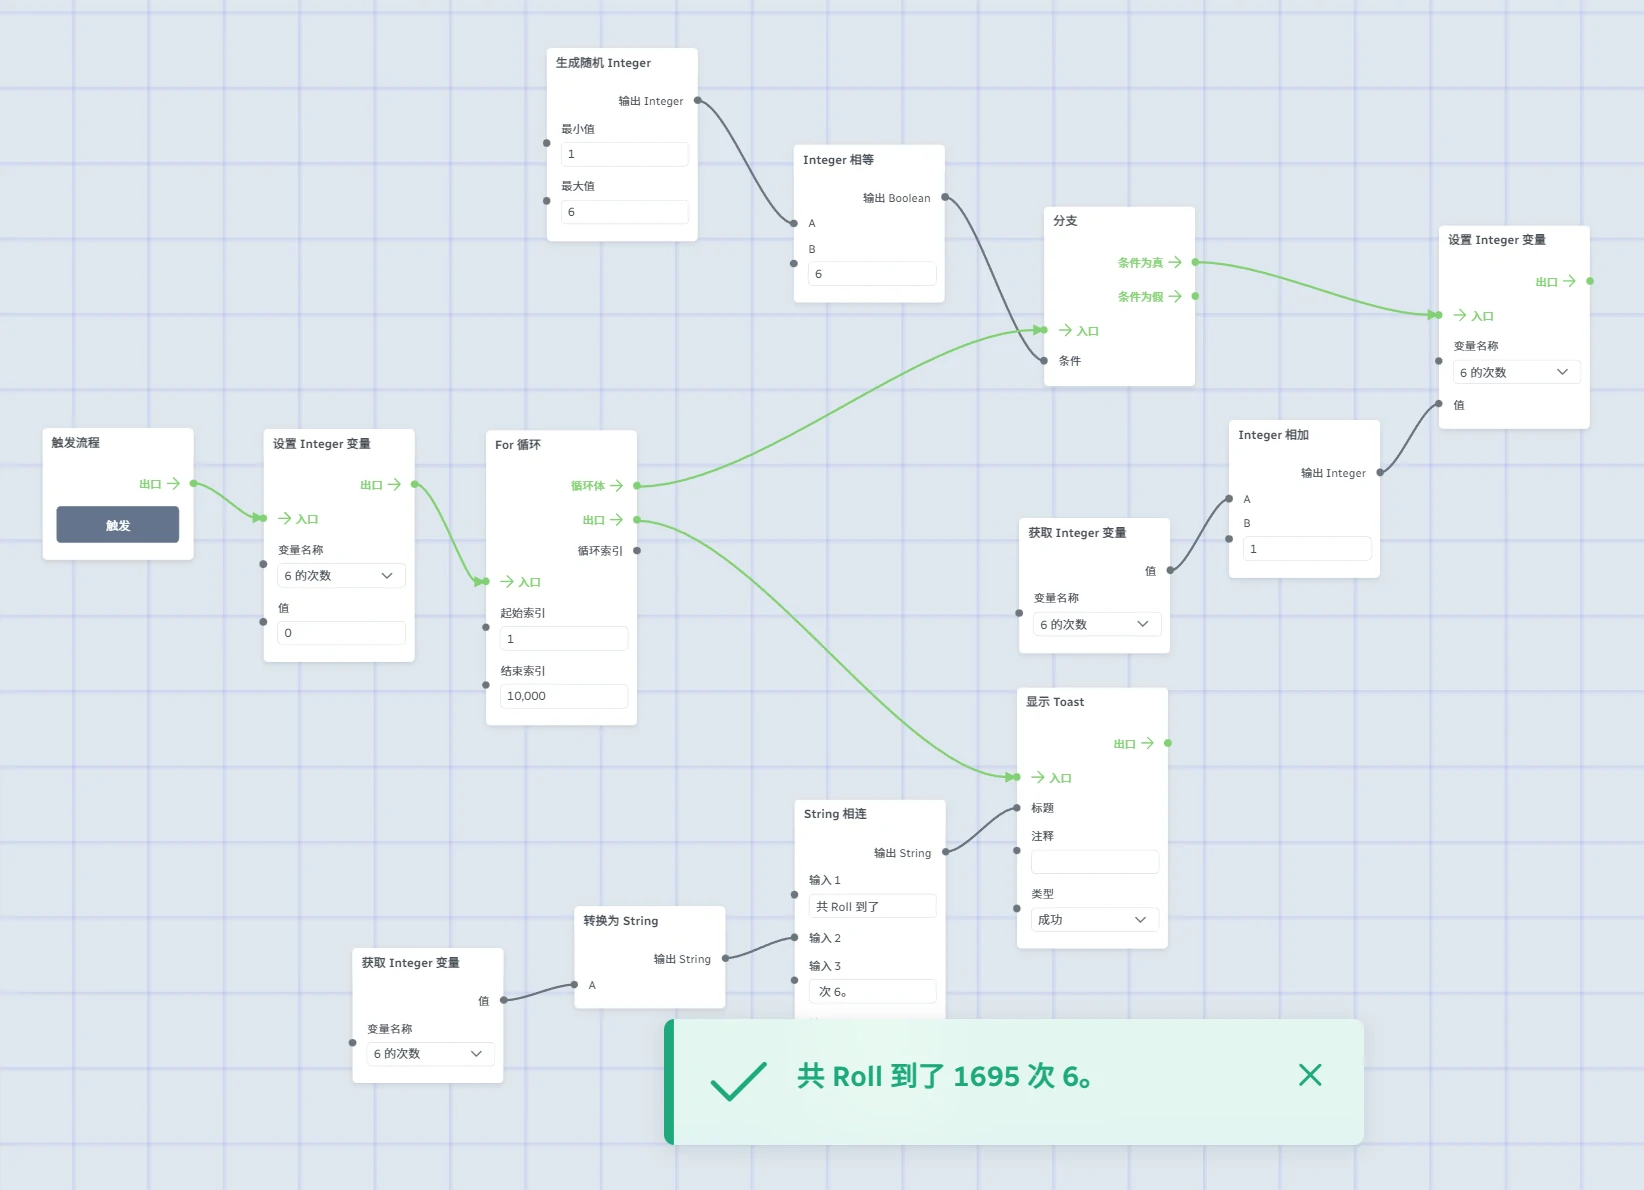 生成随机 Integer
输出 Integer
最小值
1
最大值
6
Integer 相等
输出 Boolean
A
B
6
分支
条件为真
条件为假
入口
条件
设置 Integer 变量
出口
入口
变量名称
6 的次数
值
触发流程
出口
触发
设置 Integer 变量
出口
入口
变量名称
6 的次数
值
0
For 循环
循环体
出口
循环索引
入口
起始索引
1
结束索引
10,000
Integer 相加
输出 Integer
A
B
1
获取 Integer 变量
值
变量名称
6 的次数
显示 Toast
出口
入口
标题
注释
类型
成功
String 相连
输出 String
输入 1
共 Roll 到了
输入 2
输入 3
次 6。
转换为 String
输出 String
A
获取 Integer 变量
值
变量名称
6 的次数
共 Roll 到了 1695 次 6。